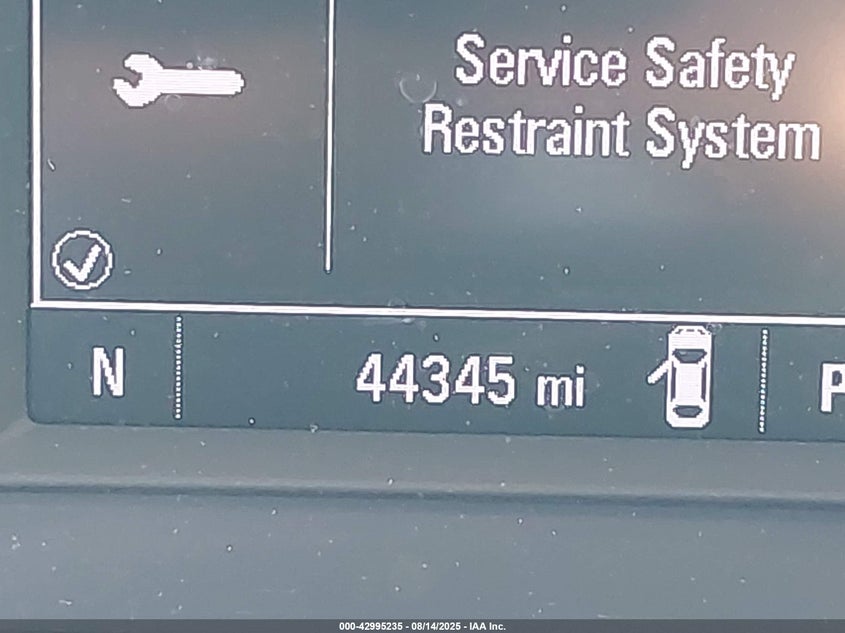 Service Safety
Restraint System
N
44345 mi
P
000-42995235 - 08/14/2025 - IAA Inc.